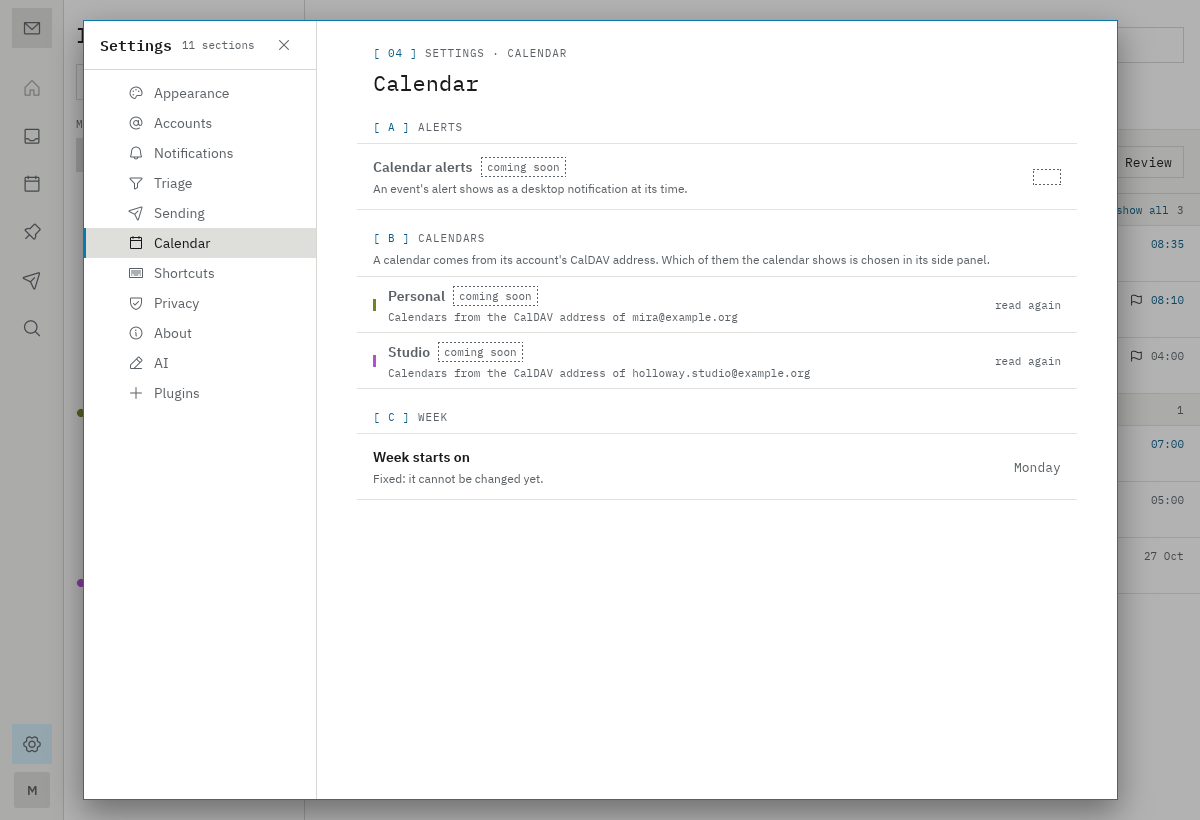 Settings 11 sections
Appearance
Accounts
Notifications
Triage
Sending
Calendar
Shortcuts
Privacy
About
AI
Plugins
M
[ 04 ] SETTINGS · CALENDAR
Calendar
[ A ] ALERTS
Calendar alerts coming soon
An event's alert shows as a desktop notification at its time.
[ B ] CALENDARS
A calendar comes from its account's CalDAV address. Which of them the calendar shows is chosen in its side panel.
Personal coming soon
Calendars from the CalDAV address of mira@example.org
read again
Studio coming soon
Calendars from the CalDAV address of holloway.studio@example.org
read again
[ C ] WEEK
Week starts on
Fixed: it cannot be changed yet.
Monday
Review
show all 3
08:35
08:10
04:00
1
07:00
05:00
27 Oct